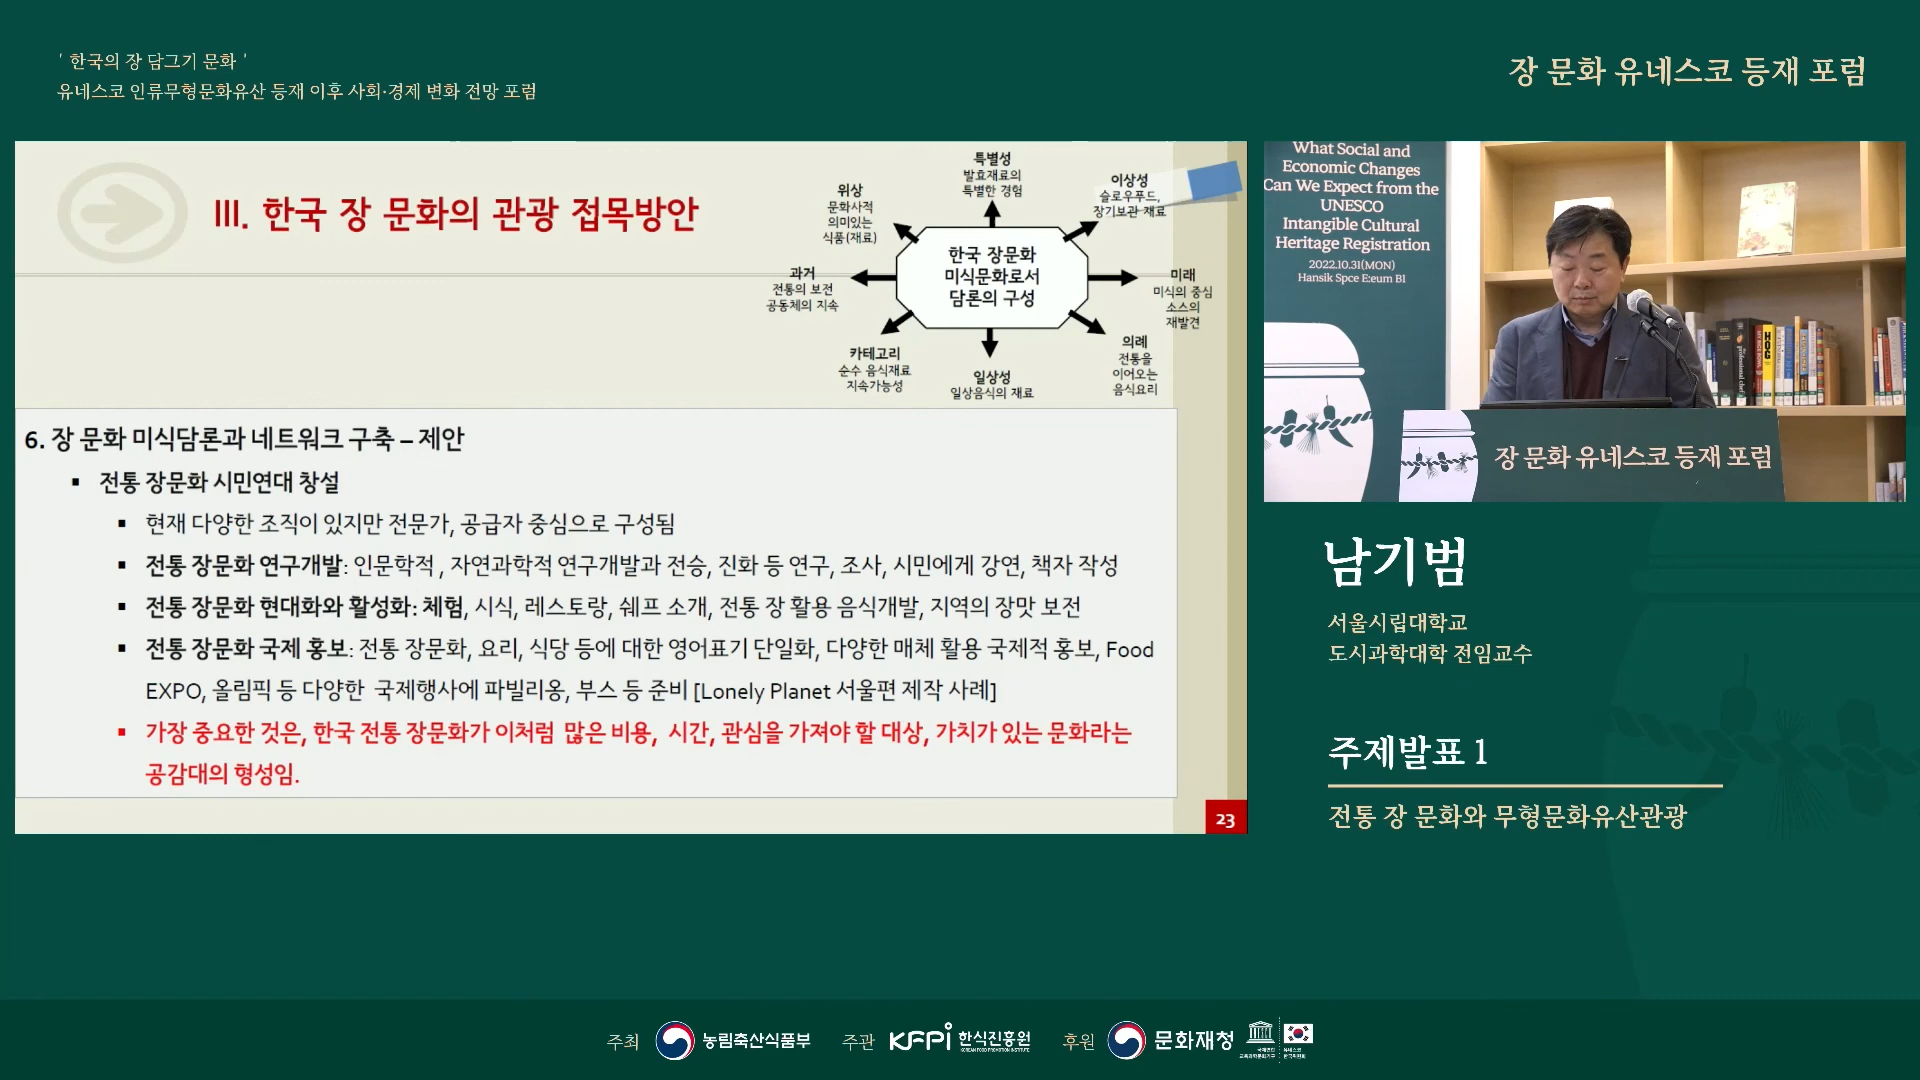 ' 한국의 장 담그기 문화 '
유네스코 인류무형문화유산 등재 이후 사회·경제 변화 전망 포럼
장 문화 유네스코 등재 포럼
III. 한국 장 문화의 관광 접목방안
특별성
발효재료의
특별한 경험
위상
문화사적
의미있는
식품(재료)
이상성
슬로우푸드,
장기보관 재료
과거
전통의 보전
공동체의 지속
한국 장문화
미식문화로서
담론의 구성
미래
미식의 중심
소스의
재발견
카테고리
순수 음식재료
지속가능성
일상성
일상음식의 재료
의례
전통을
이어오는
음식요리
6. 장 문화 미식담론과 네트워크 구축 – 제안
▪ 전통 장문화 시민연대 창설
▪ 현재 다양한 조직이 있지만 전문가, 공급자 중심으로 구성됨
▪ 전통 장문화 연구개발: 인문학적 , 자연과학적 연구개발과 전승, 진화 등 연구, 조사, 시민에게 강연, 책자 작성
▪ 전통 장문화 현대화와 활성화: 체험, 시식, 레스토랑, 쉐프 소개, 전통 장 활용 음식개발, 지역의 장맛 보전
▪ 전통 장문화 국제 홍보: 전통 장문화, 요리, 식당 등에 대한 영어표기 단일화, 다양한 매체 활용 국제적 홍보, Food
EXPO, 올림픽 등 다양한 국제행사에 파빌리옹, 부스 등 준비 [Lonely Planet 서울편 제작 사례]
▪ 가장 중요한 것은, 한국 전통 장문화가 이처럼 많은 비용, 시간, 관심을 가져야 할 대상, 가치가 있는 문화라는
공감대의 형성임.
23
What Social and
Economic Changes
Can We Expect from the
UNESCO
Intangible Cultural
Heritage Registration
2022.10.31(MON)
Hansik Spce E:eum B1
HOG
장 문화 유네스코 등재 포럼
남기범
서울시립대학교
도시과학대학 전임교수
주제발표 1
전통 장 문화와 무형문화유산관광
주최 농림축산식품부 주관 KFPi 한식진흥원 후원 문화재청